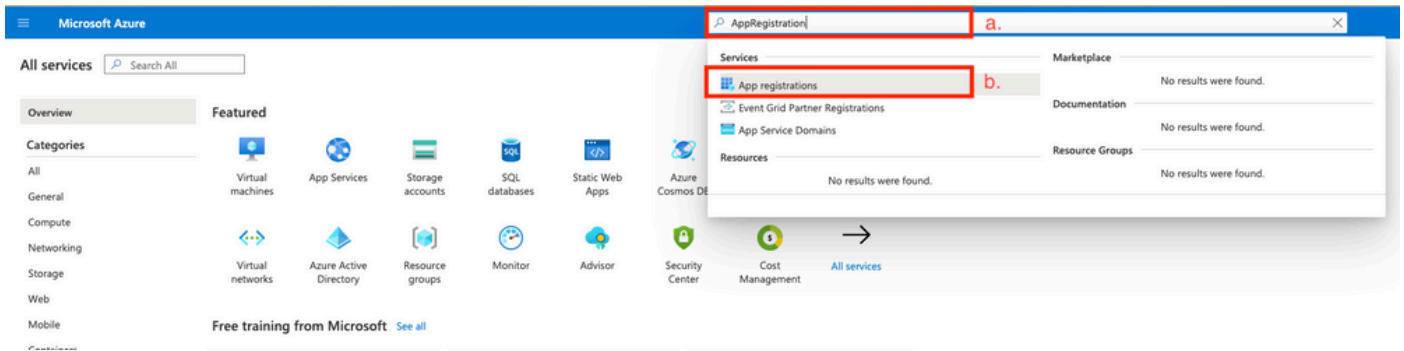 Microsoft Azure
AppRegistration
a.
All services
Search All
Services
App registrations
b.
Event Grid Partner Registrations
App Service Domains
Resources
No results were found.
Marketplace
No results were found.
Documentation
No results were found.
Resource Groups
No results were found.
Overview
Categories
All
General
Compute
Networking
Storage
Web
Mobile
Containers
Featured
Virtual
machines
App Services
Storage
accounts
SQL
databases
Static Web
Apps
Azure
Cosmos DB
Virtual
networks
Azure Active
Directory
Resource
groups
Monitor
Advisor
Security
Center
Cost
Management
All services
Free training from Microsoft See all